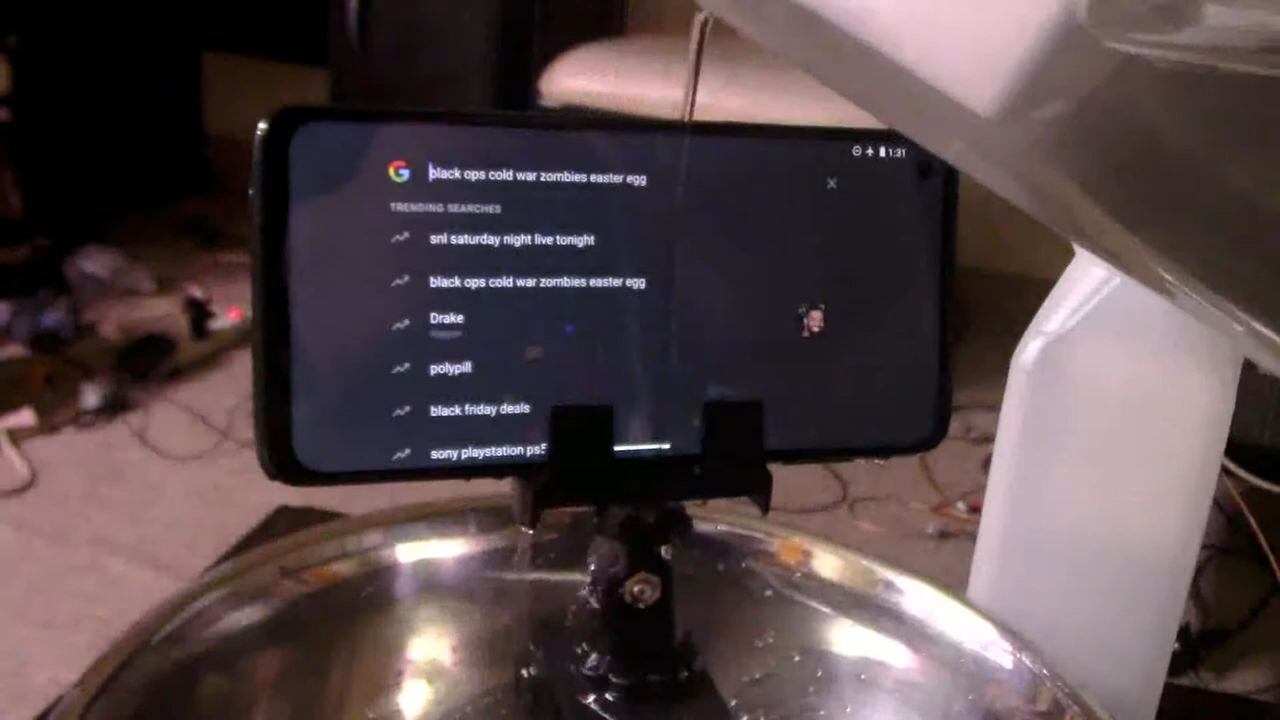 1:31
black ops cold war zombies easter egg
TRENDING SEARCHES
snl saturday night live tonight
black ops cold war zombies easter egg
Drake
polypill
black friday deals
sony playstation ps5